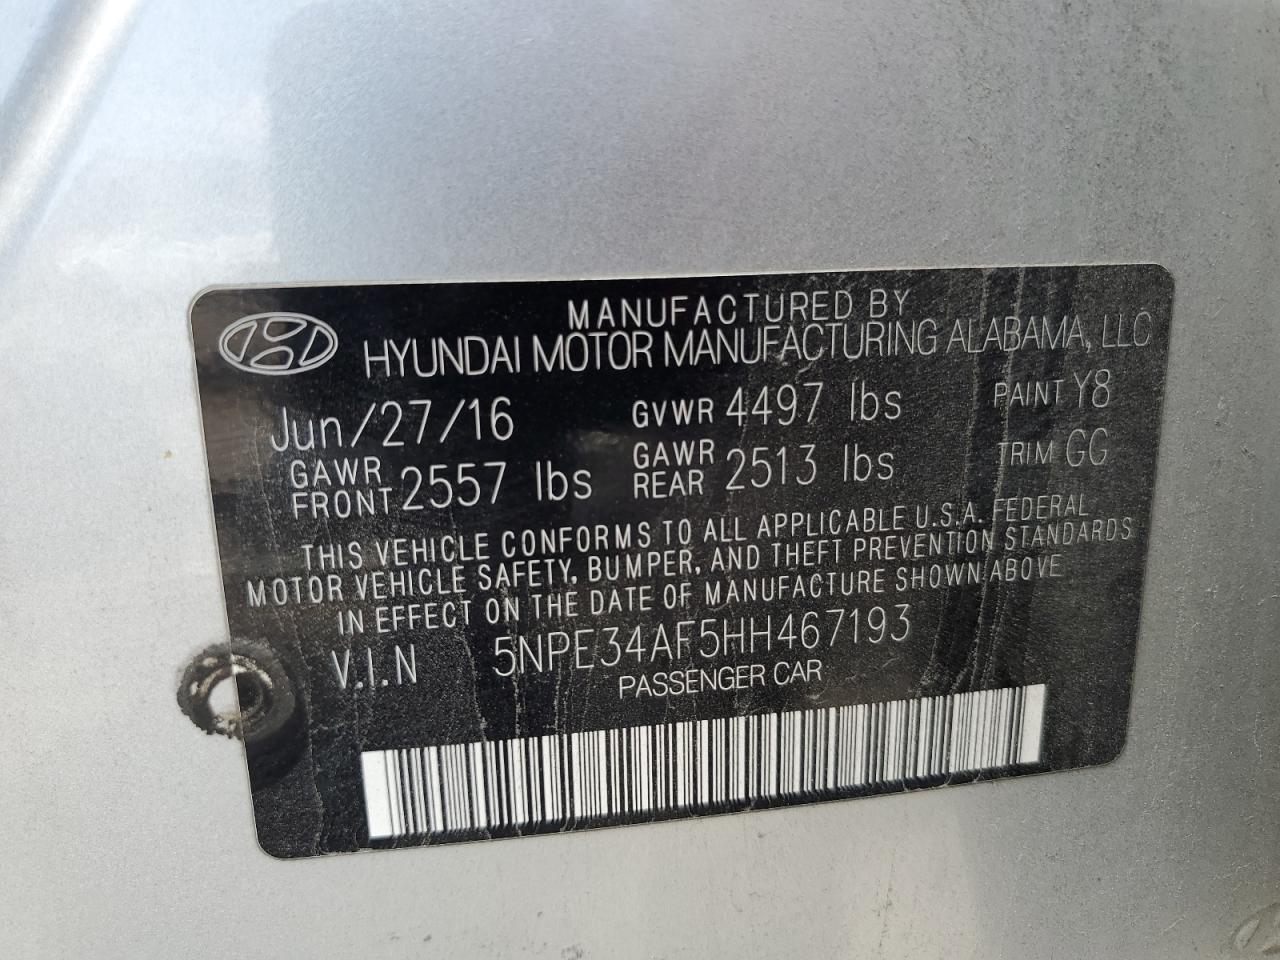 MANUFACTURED BY
HYUNDAI MOTOR MANUFACTURING ALABAMA, LLC
Jun/27/16 GVWR 4497 lbs PAINT Y8
GAWR FRONT 2557 lbs GAWR REAR 2513 lbs TRIM GG
THIS VEHICLE CONFORMS TO ALL APPLICABLE U.S.A. FEDERAL
MOTOR VEHICLE SAFETY, BUMPER, AND THEFT PREVENTION STANDARDS
IN EFFECT ON THE DATE OF MANUFACTURE SHOWN ABOVE
V.I.N 5NPE34AF5HH467193
PASSENGER CAR